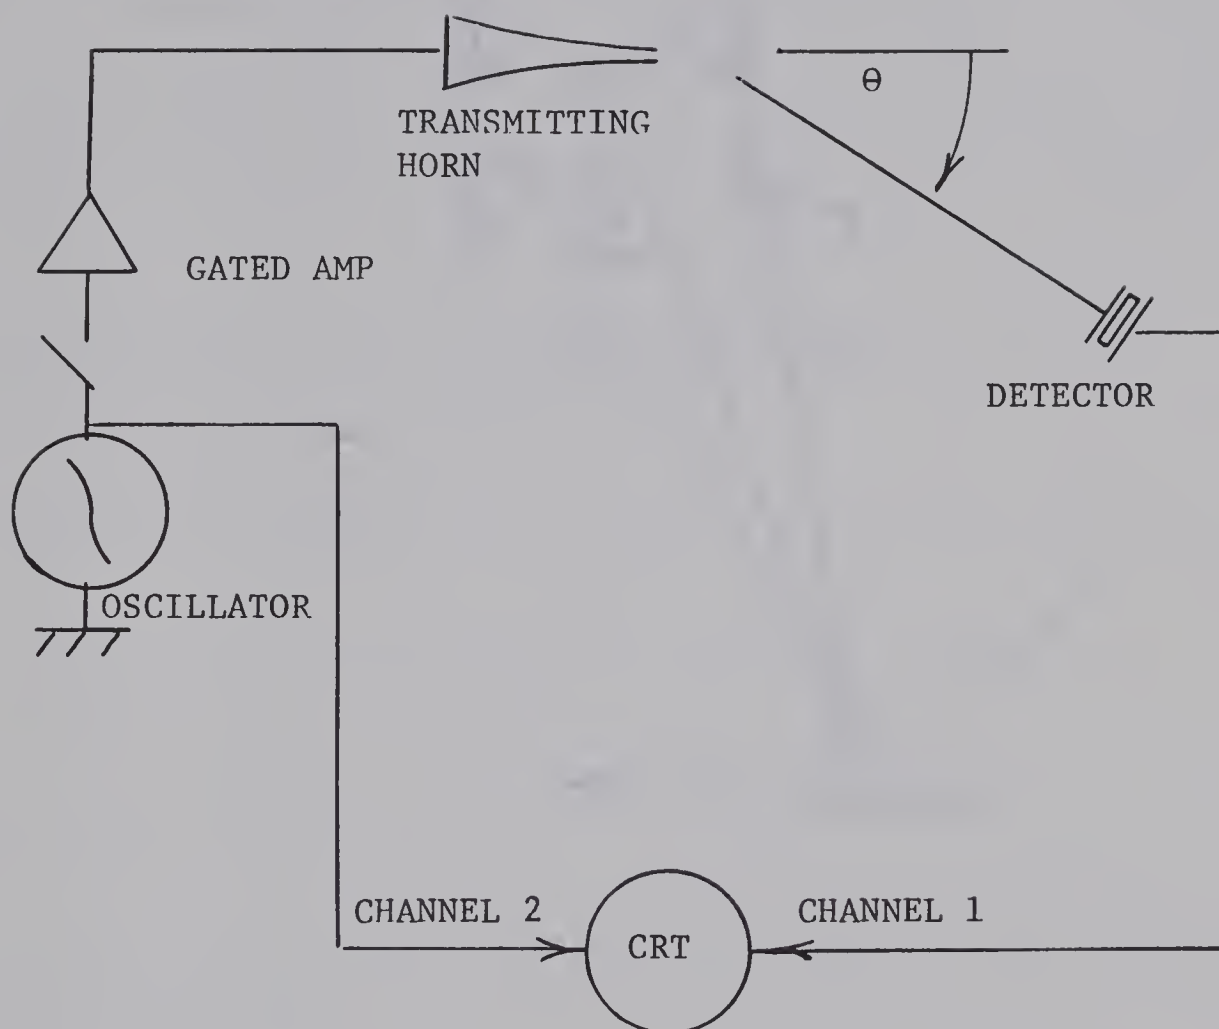 θ
TRANSMITTING
HORN
GATED AMP
DETECTOR
OSCILLATOR
CHANNEL 2
CHANNEL 1
CRT